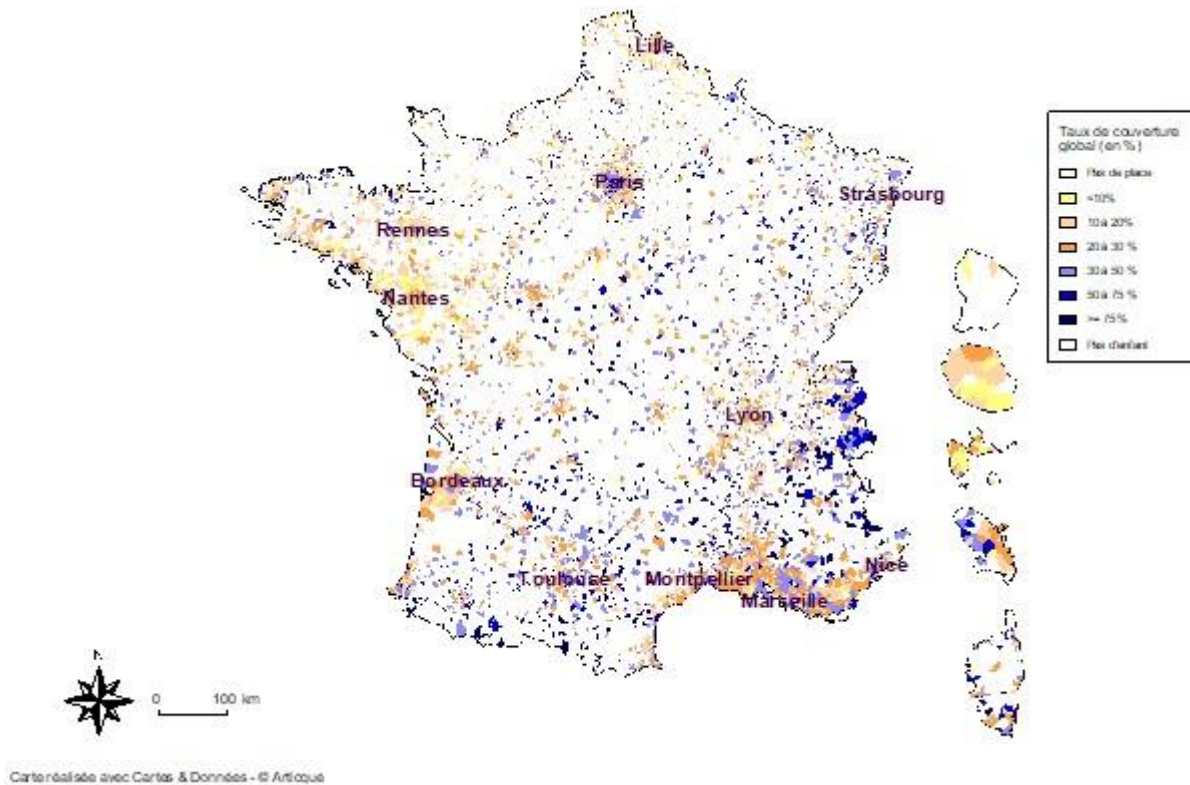 Lille
Paris
Strasbourg
Rennes
Nantes
Lyon
Bordeaux
Toulouse
Montpellier
Marseille
Nice
Taux de couverture
global (en %)
Pas de place
<10%
10 à 20%
20 à 30 %
30 à 50 %
50 à 75 %
>= 75 %
Pas d'enfant
N
0 100 km
Carte réalisée avec Cartes & Données - © Articque